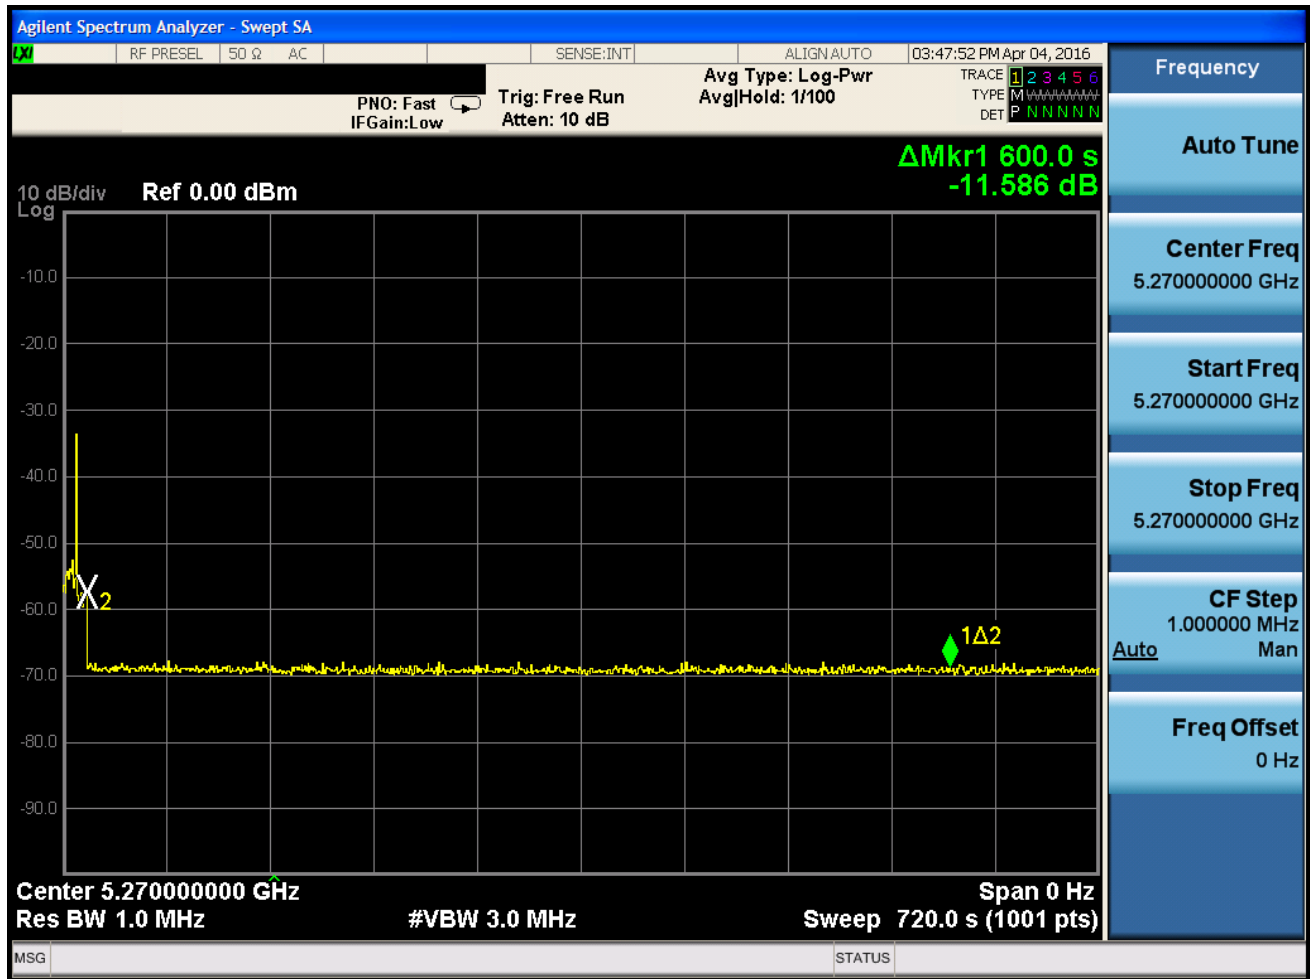 Agilent Spectrum Analyzer - Swept SA
LXI RF PRESEL 50 Ω AC SENSE:INT ALIGN AUTO 03:47:52 PM Apr 04, 2016
PNO: Fast
IFGain:Low
Trig: Free Run
Atten: 10 dB
Avg Type: Log-Pwr
Avg|Hold: 1/100
TRACE 1 2 3 4 5 6
TYPE M WWWWW
DET P N N N N N
ΔMkr1 600.0 s
-11.586 dB
10 dB/div Ref 0.00 dBm
Log
-10.0
-20.0
-30.0
-40.0
-50.0
-60.0
-70.0
-80.0
-90.0
X2
1Δ2
Center 5.270000000 GHz Span 0 Hz
Res BW 1.0 MHz #VBW 3.0 MHz Sweep 720.0 s (1001 pts)
MSG STATUS
Frequency
Auto Tune
Center Freq
5.270000000 GHz
Start Freq
5.270000000 GHz
Stop Freq
5.270000000 GHz
CF Step
1.000000 MHz
Auto Man
Freq Offset
0 Hz